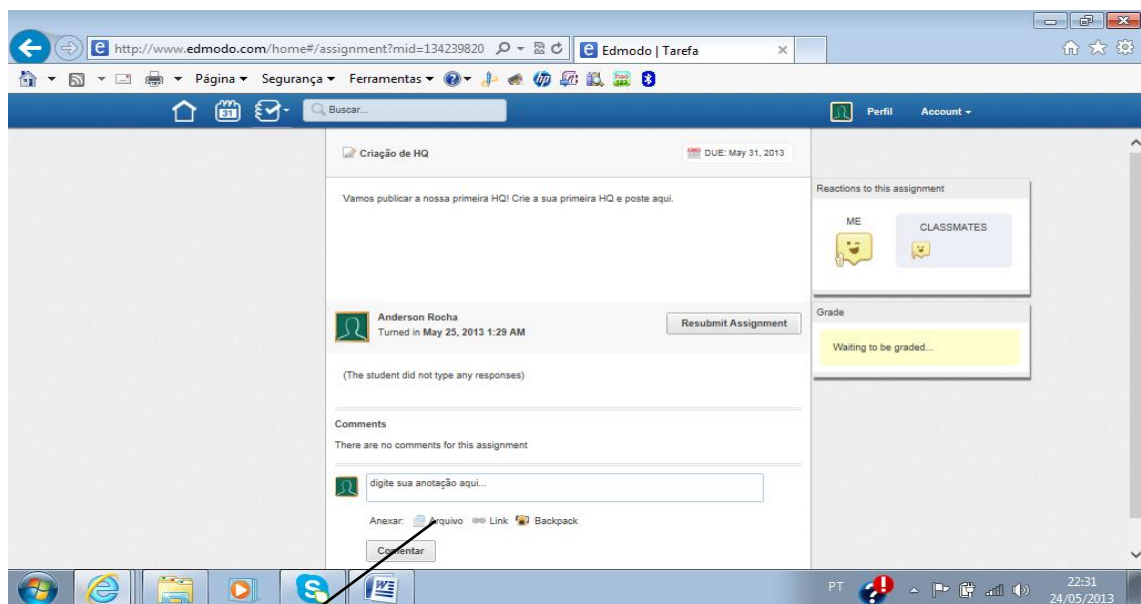 http://www.edmodo.com/home#/assignment?mid=134239820
Edmodo | Tarefa
Página Segurança Ferramentas
Buscar...
Perfil
Account
Criação de HQ
DUE: May 31, 2013
Vamos publicar a nossa primeira HQ! Crie a sua primeira HQ e poste aqui.
Reactions to this assignment
ME
CLASSMATES
Anderson Rocha
Turned in May 25, 2013 1:29 AM
Resubmit Assignment
Grade
Waiting to be graded...
(The student did not type any responses)
Comments
There are no comments for this assignment
digite sua anotação aqui...
Anexar: Arquivo Link Backpack
Comentar
PT
22:31
24/05/2013